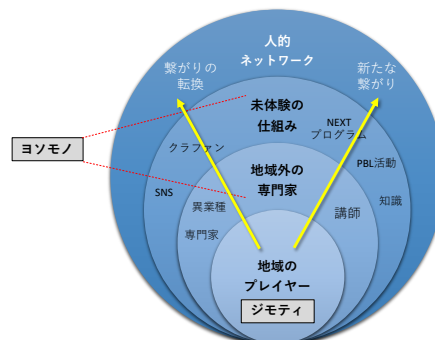 人的
ネットワーク
繋がりの
転換
新たな
繋がり
未体験の
仕組み
NEXT
プログラム
クラファン
ヨソモノ
地域外の
専門家
PBL活動
SNS
異業種
知識
講師
専門家
地域の
プレイヤー
ジモティ